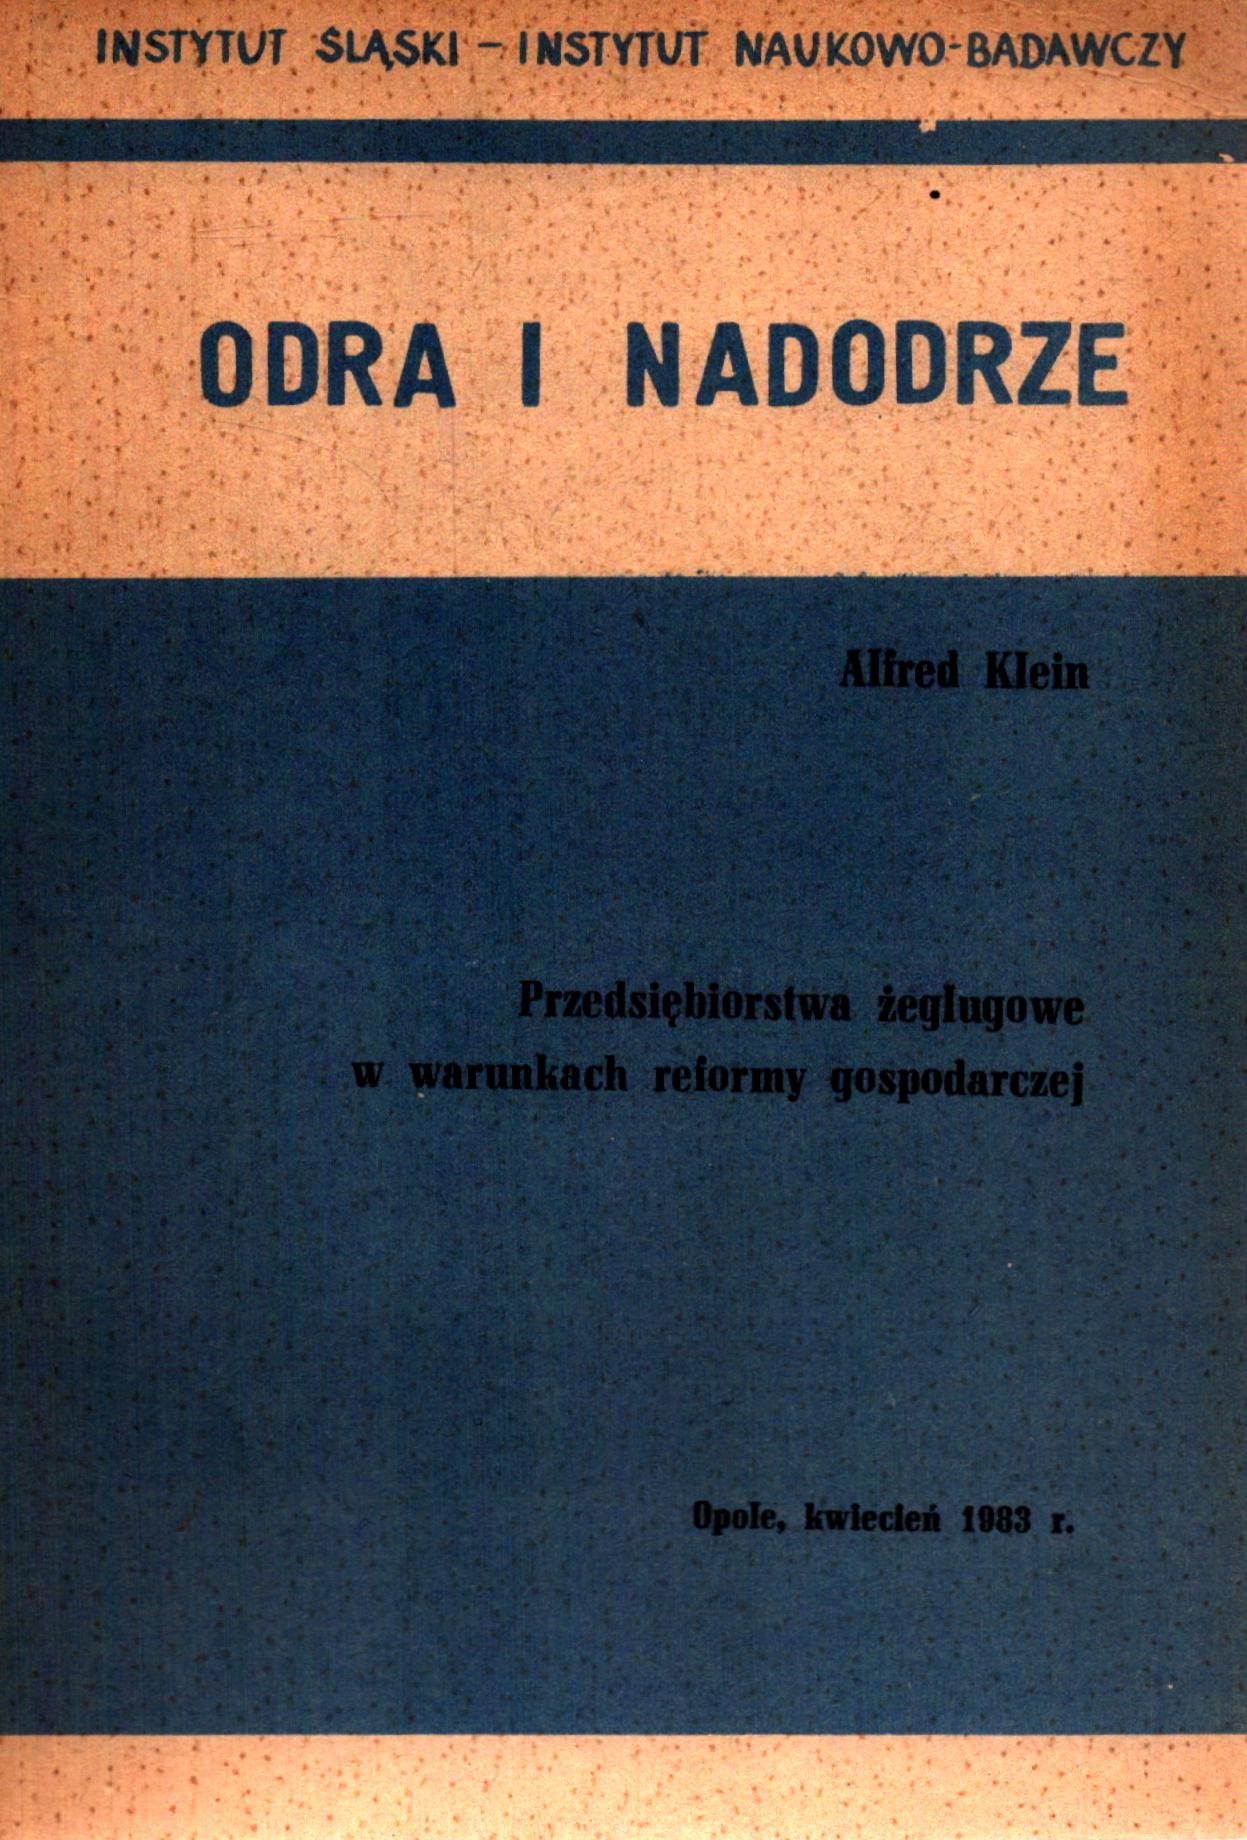 INSTYTUT ŚLĄSKI – INSTYTUT NAUKOWO-BADAWCZY
ODRA I NADODRZE
Alfred Klein
Przedsiębiorstwa żeglugowe
w warunkach reformy gospodarczej
Opole, kwiecień 1983 r.